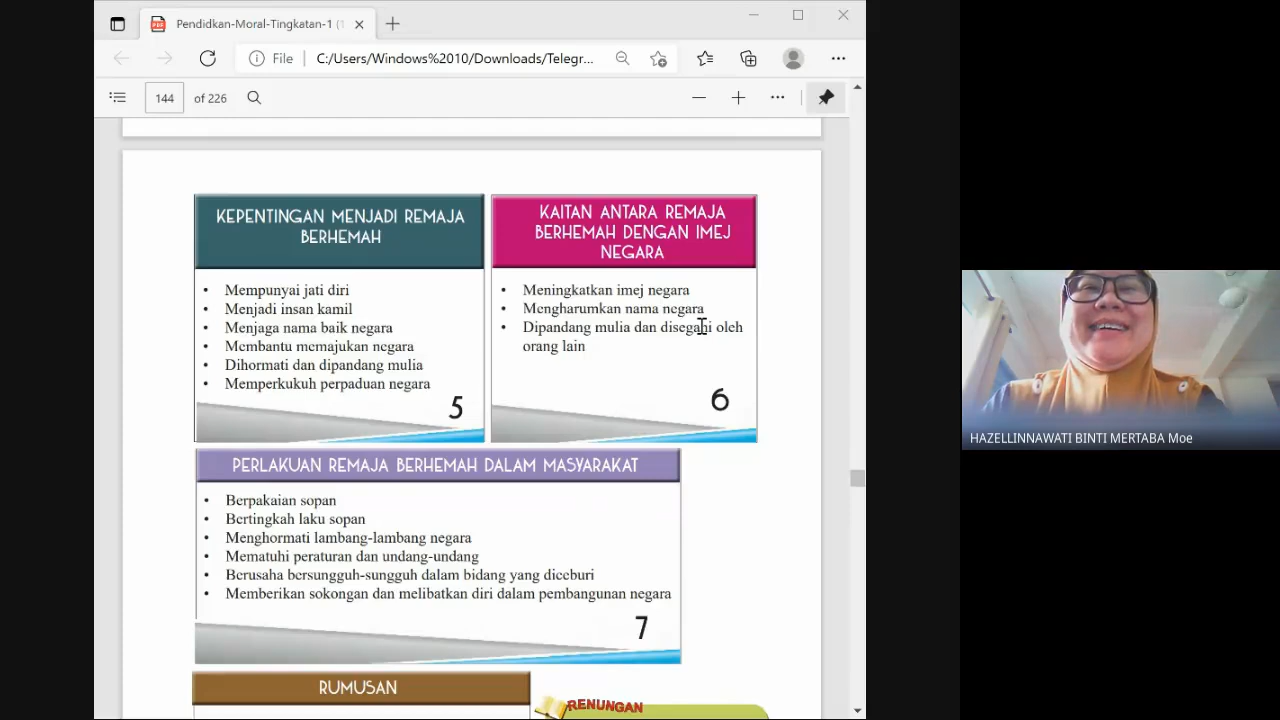 Pendidkan-Moral-Tingkatan-1 (1
File
C:/Users/Windows%2010/Downloads/Telegr...
144 of 226
KEPENTINGAN MENJADI REMAJA
BERHEMAH
• Mempunyai jati diri
• Menjadi insan kamil
• Menjaga nama baik negara
• Membantu memajukan negara
• Dihormati dan dipandang mulia
• Memperkukuh perpaduan negara
5
KAITAN ANTARA REMAJA
BERHEMAH DENGAN IMEJ
NEGARA
• Meningkatkan imej negara
• Mengharumkan nama negara
• Dipandang mulia dan disegani oleh
orang lain
6
PERLAKUAN REMAJA BERHEMAH DALAM MASYARAKAT
• Berpakaian sopan
• Bertingkah laku sopan
• Menghormati lambang-lambang negara
• Mematuhi peraturan dan undang-undang
• Berusaha bersungguh-sungguh dalam bidang yang diceburi
• Memberikan sokongan dan melibatkan diri dalam pembangunan negara
7
RUMUSAN
RENUNGAN
HAZELLINNAWATI BINTI MERTABA Moe